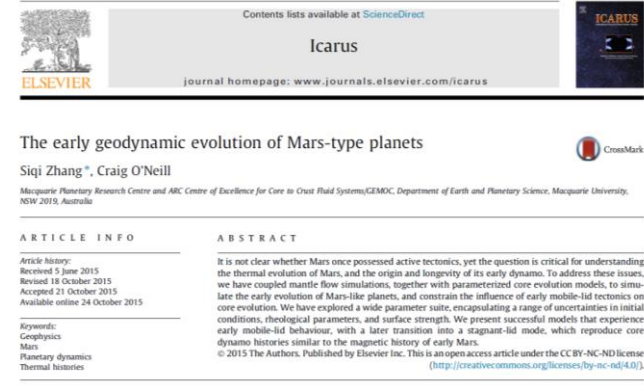 Contents lists available at ScienceDirect
ICARUS
Icarus
ELSEVIER
journal homepage: www.journals.elsevier.com/icarus
The early geodynamic evolution of Mars-type planets
CrossMark
Siqi Zhang*, Craig O'Neill
Macquarie Planetary Research Centre and ARC Centre of Excellence for Core to Crust Fluid Systems/GEMOC, Department of Earth and Planetary Science, Macquarie University,
NSW 2019, Australia
ARTICLE INFO
Article history:
Received 5 June 2015
Revised 18 October 2015
Accepted 21 October 2015
Available online 24 October 2015
Keywords:
Geophysics
Mars
Planetary dynamics
Thermal histories
ABSTRACT
It is not clear whether Mars once possessed active tectonics, yet the question is critical for understanding
the thermal evolution of Mars, and the origin and longevity of its early dynamo. To address these issues,
we have coupled mantle flow simulations, together with parameterized core evolution models, to simu-
late the early evolution of Mars-like planets, and constrain the influence of early mobile-lid tectonics on
core evolution. We have explored a wide parameter suite, encapsulating a range of uncertainties in initial
conditions, rheological parameters, and surface strength. We present successful models that experience
early mobile-lid behaviour, with a later transition into a stagnant-lid mode, which reproduce core
dynamo histories similar to the magnetic history of early Mars.
© 2015 The Authors. Published by Elsevier Inc. This is an open access article under the CC BY-NC-ND license
(http://creativecommons.org/licenses/by-nc-nd/4.0/).